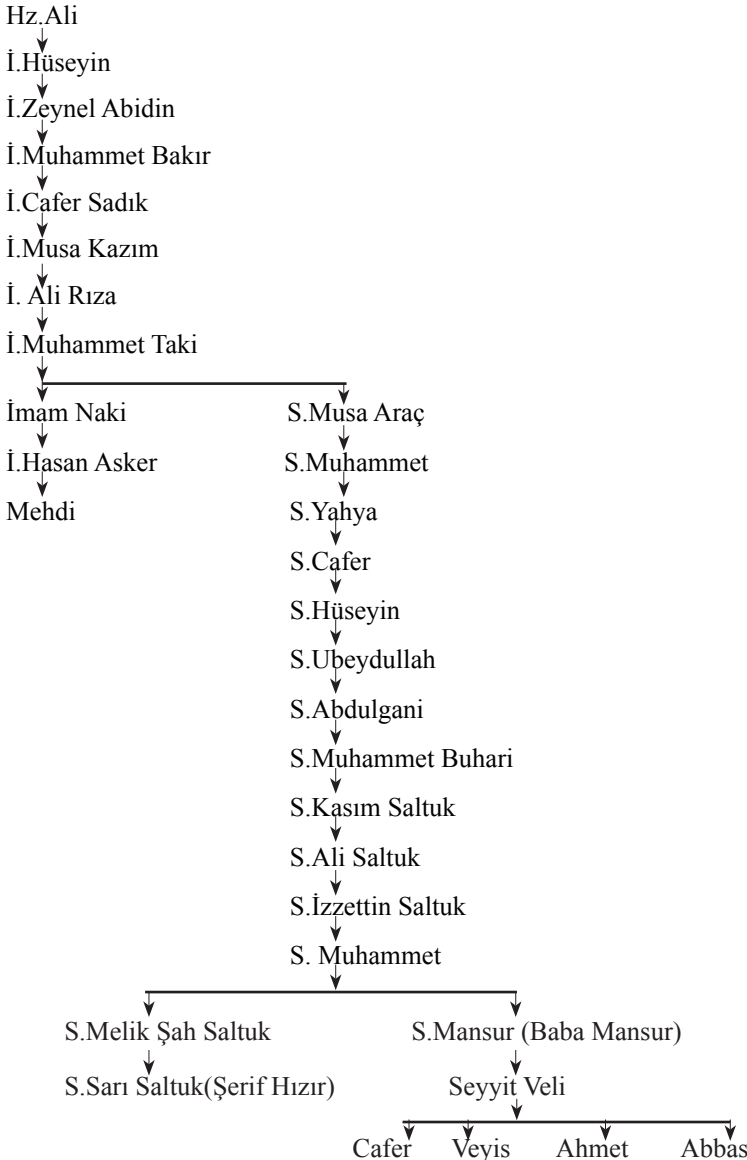 Hz.Ali
İ.Hüseyin
İ.Zeynel Abidin
İ.Muhammet Bakır
İ.Cafer Sadık
İ.Musa Kazım
İ. Ali Rıza
İ.Muhammet Taki
İmam Naki S.Musa Araç
İ.Hasan Asker S.Muhammet
Mehdi S.Yahya
S.Cafer
S.Hüseyin
S.Ubeydullah
S.Abdulgani
S.Muhammet Buhari
S.Kasım Saltuk
S.Ali Saltuk
S.İzzettin Saltuk
S. Muhammet
S.Melik Şah Saltuk S.Mansur (Baba Mansur)
S.Sarı Saltuk(Şerif Hızır) Seyyit Veli
Cafer Veyis Ahmet Abbas